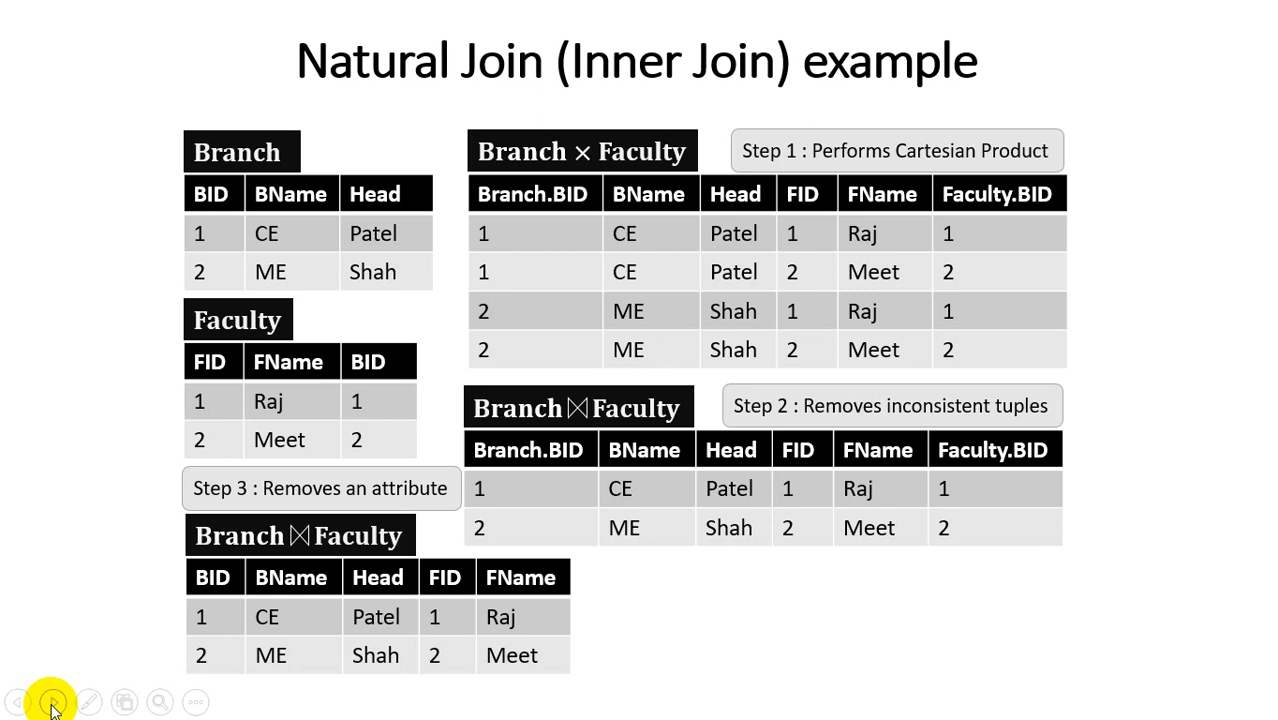 Natural Join (Inner Join) example
Branch
BID BName Head
1 CE Patel
2 ME Shah
Faculty
FID FName BID
1 Raj 1
2 Meet 2
Branch × Faculty
Step 1 : Performs Cartesian Product
Branch.BID BName Head FID FName Faculty.BID
1 CE Patel 1 Raj 1
1 CE Patel 2 Meet 2
2 ME Shah 1 Raj 1
2 ME Shah 2 Meet 2
Branch⋈Faculty
Step 2 : Removes inconsistent tuples
Branch.BID BName Head FID FName Faculty.BID
1 CE Patel 1 Raj 1
2 ME Shah 2 Meet 2
Step 3 : Removes an attribute
Branch⋈Faculty
BID BName Head FID FName
1 CE Patel 1 Raj
2 ME Shah 2 Meet